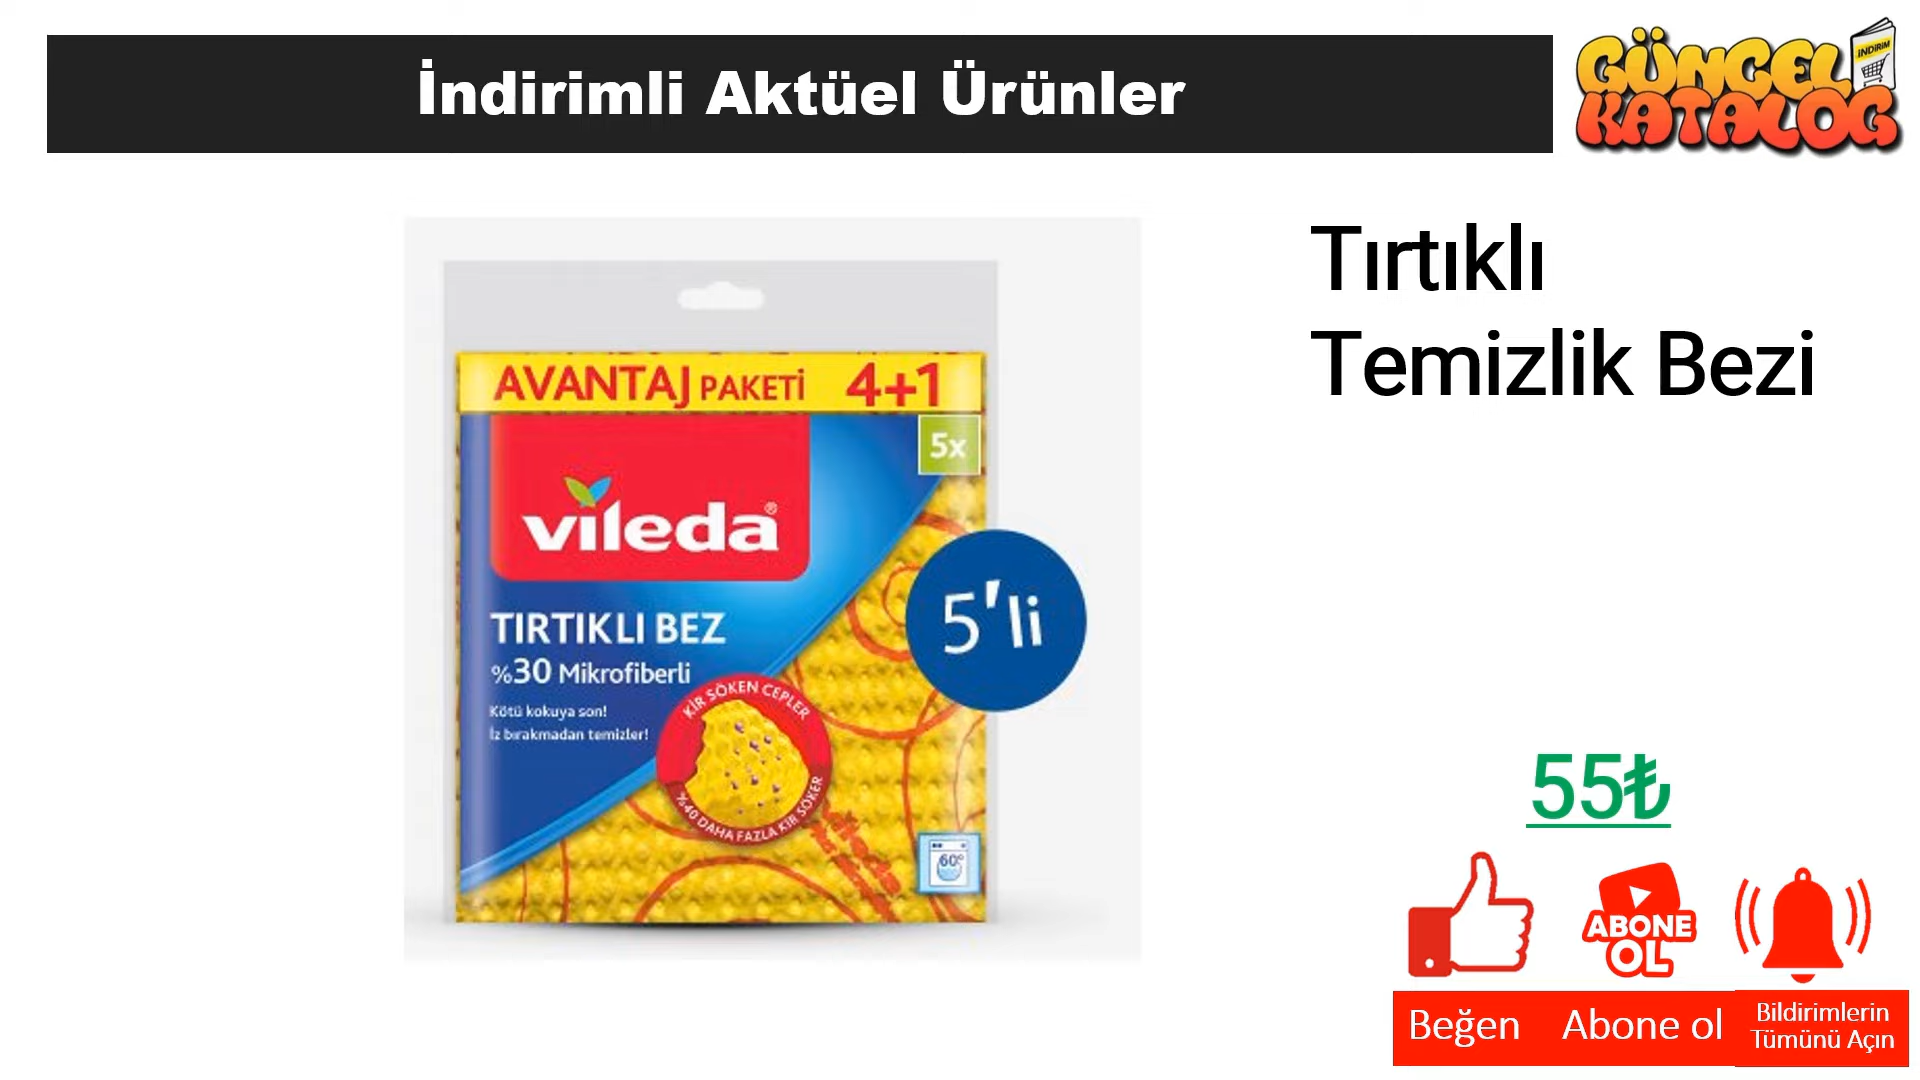 İndirimli Aktüel Ürünler
GÜNCEL
KATALOG
İNDİRİM
Tırtıklı
Temizlik Bezi
AVANTAJ PAKETİ 4+1
5x
vileda®
5'li
TIRTIKLI BEZ
%30 Mikrofiberli
Kötü kokuya son!
İz bırakmadan temizler!
KİR SÖKEN CEPLER
%40 DAHA FAZLA KİR SÖKER
60°
55₺
ABONE
OL
Beğen
Abone ol
Bildirimlerin
Tümünü Açın